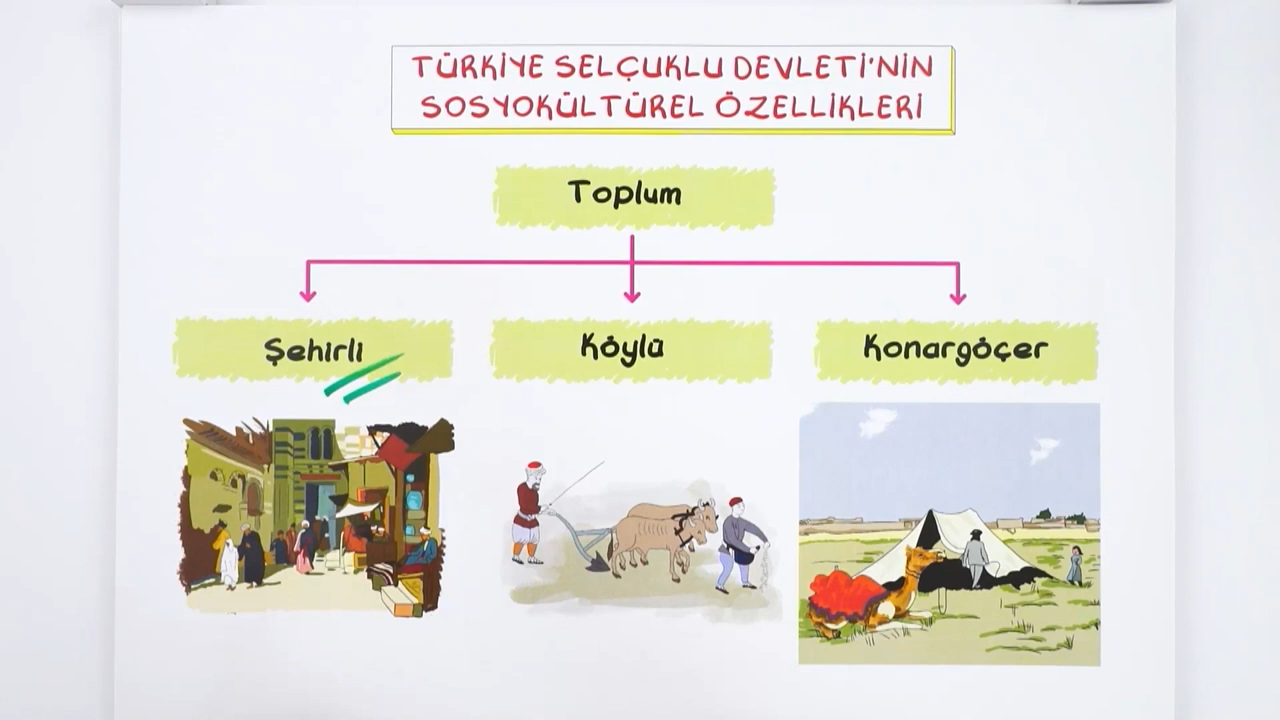 TÜRKİYE SELÇUKLU DEVLETİ'NİN
SOSYOKÜLTÜREL ÖZELLİKLERİ
Toplum
Şehirli
Köylü
Konargöçer